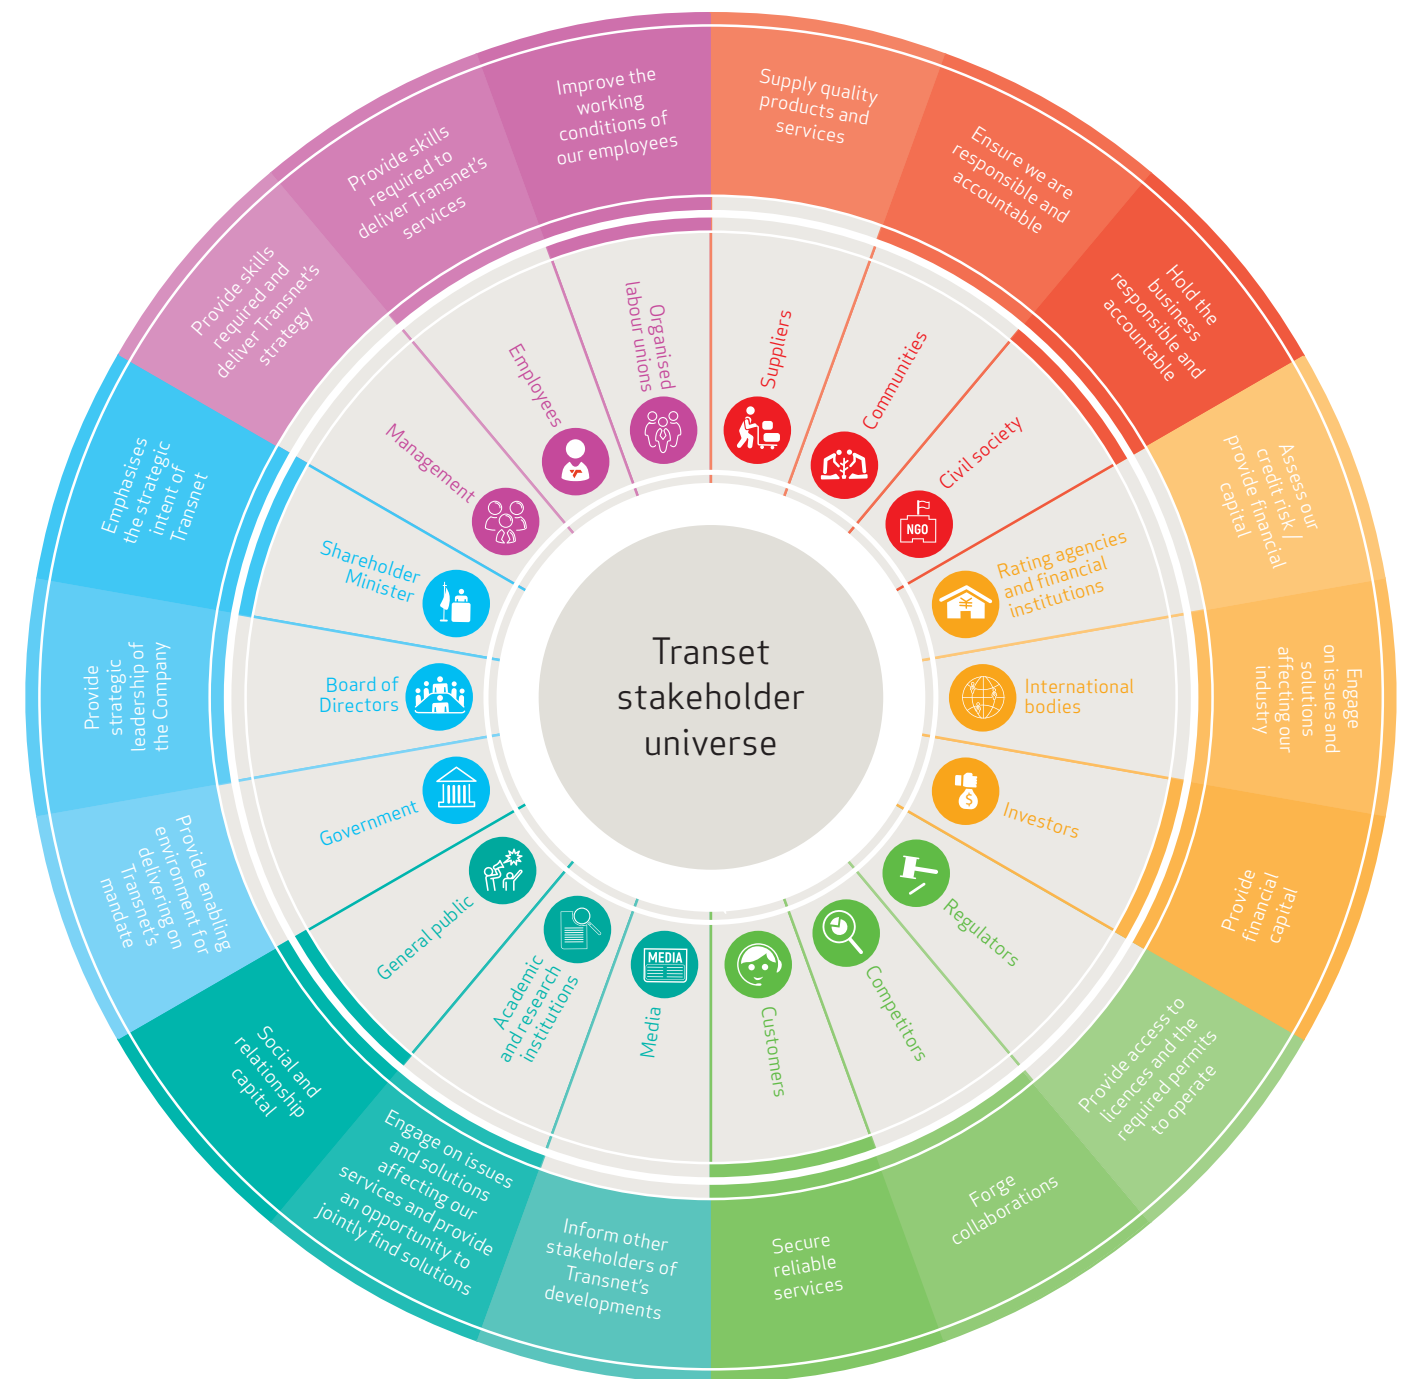 Transet
stakeholder
universe
Supply quality
products and
services
Suppliers
Ensure we are
responsible and
accountable
Communities
Hold the
business
responsible and
accountable
Civil society
NGO
Assess our
credit risk /
provide financial
capital
Rating agencies
and financial
institutions
Engage
on issues and
solutions
affecting our
industry
International
bodies
Provide
financial
capital
Investors
$
Provide access to
licences and the
required permits
to operate
Regulators
Forge
collaborations
Competitors
Secure
reliable
services
Customers
Inform other
stakeholders of
Transnet's
developments
Media
MEDIA
Engage on issues
and solutions
affecting our
services and provide
an opportunity to
jointly find solutions
Academic
and research
institutions
Social and
relationship
capital
General public
Provide enabling
environment for
delivering on
Transnet's
mandate
Government
Provide
strategic
leadership of
the Company
Board of
Directors
Emphasises
the strategic
intent of
Transnet
Shareholder
Minister
Provide skills
required and
deliver Transnet's
strategy
Management
Provide skills
required to
deliver Transnet's
services
Employees
Improve the
working
conditions of
our employees
Organised
labour unions